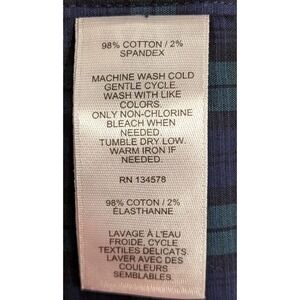 98% COTTON / 2%
SPANDEX
MACHINE WASH COLD
GENTLE CYCLE.
WASH WITH LIKE
COLORS.
ONLY NON-CHLORINE
BLEACH WHEN
NEEDED.
TUMBLE DRY LOW.
WARM IRON IF
NEEDED.
RN 134578
98% COTON / 2%
ÉLASTHANNE
LAVAGE À L'EAU
FROIDE, CYCLE
TEXTILES DELICATS.
LAVER AVEC DES
COULEURS
SEMBLABLES.